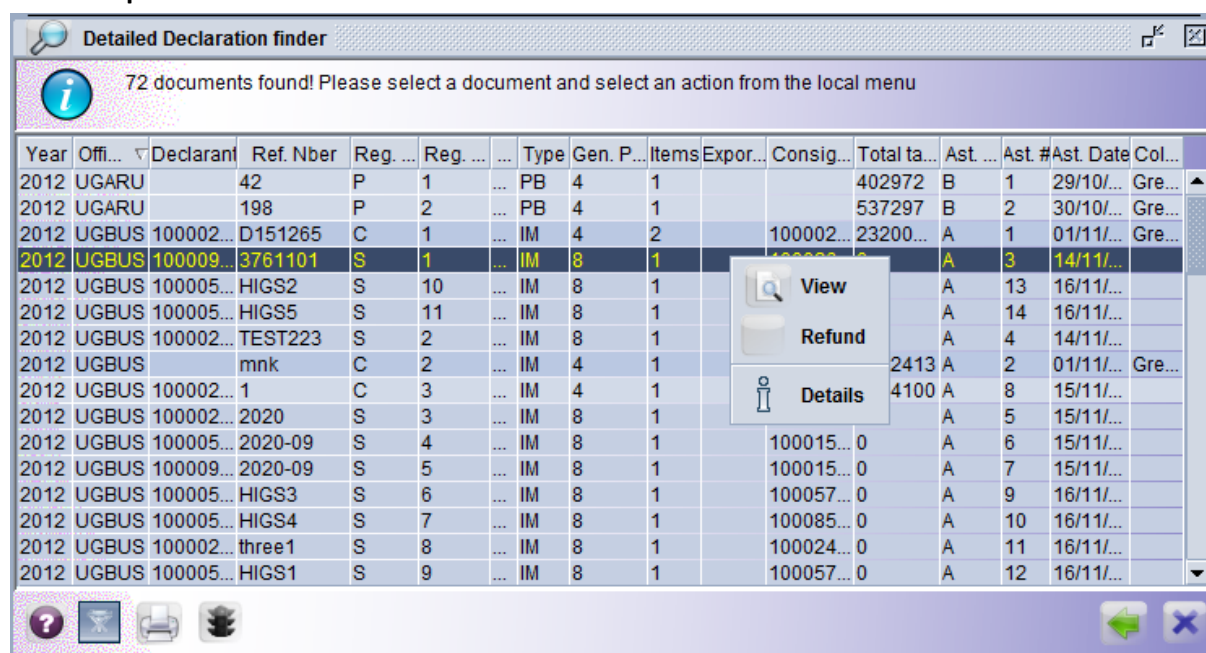 Detailed Declaration finder
72 documents found! Please select a document and select an action from the local menu
Year Offi... Declarant Ref. Nber Reg. ... Reg. ... ... Type Gen. P... Items Expor... Consig... Total ta... Ast. ... Ast. # Ast. Date Col...
2012 UGARU 42 P 1 ... PB 4 1 402972 B 1 29/10/... Gre...
2012 UGARU 198 P 2 ... PB 4 1 537297 B 2 30/10/... Gre...
2012 UGBUS 100002... D151265 C 1 ... IM 4 2 100002... 23200... A 1 01/11/... Gre...
2012 UGBUS 100009... 3761101 S 1 ... IM 8 1 A 3 14/11/...
2012 UGBUS 100005... HIGS2 S 10 ... IM 8 1 View A 13 16/11/...
2012 UGBUS 100005... HIGS5 S 11 ... IM 8 1 A 14 16/11/...
2012 UGBUS 100002... TEST223 S 2 ... IM 8 1 Refund A 4 14/11/...
2012 UGBUS mnk C 2 ... IM 4 1 2413 A 2 01/11/... Gre...
2012 UGBUS 100002... 1 C 3 ... IM 4 1 Details 4100 A 8 15/11/...
2012 UGBUS 100002... 2020 S 3 ... IM 8 1 A 5 15/11/...
2012 UGBUS 100005... 2020-09 S 4 ... IM 8 1 100015... 0 A 6 15/11/...
2012 UGBUS 100009... 2020-09 S 5 ... IM 8 1 100015... 0 A 7 15/11/...
2012 UGBUS 100005... HIGS3 S 6 ... IM 8 1 100057... 0 A 9 16/11/...
2012 UGBUS 100005... HIGS4 S 7 ... IM 8 1 100085... 0 A 10 16/11/...
2012 UGBUS 100002... three1 S 8 ... IM 8 1 100024... 0 A 11 16/11/...
2012 UGBUS 100005... HIGS1 S 9 ... IM 8 1 100057... 0 A 12 16/11/...